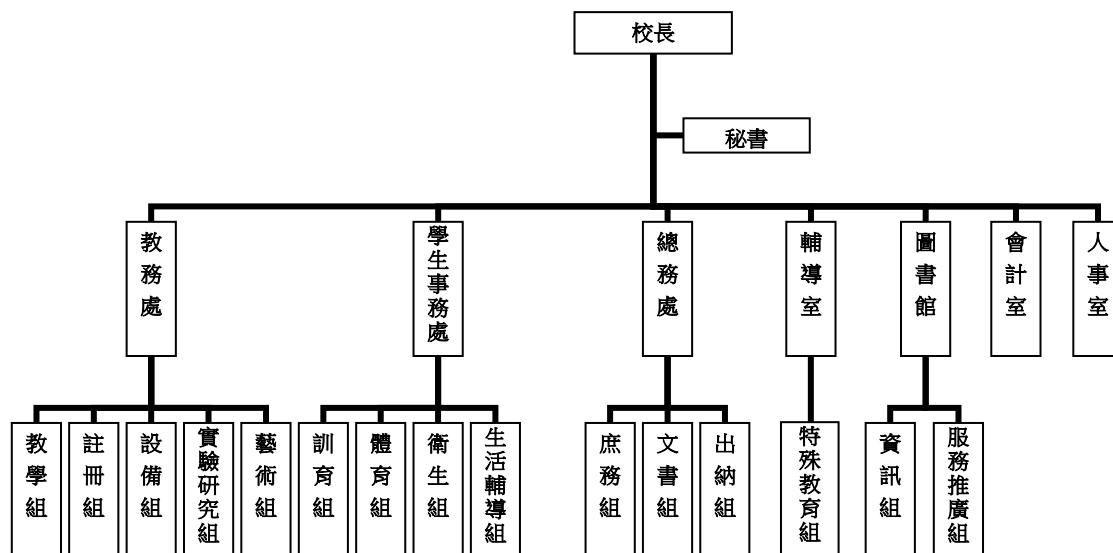 校長
秘書
教務處
學生事務處
總務處
輔導室
圖書館
會計室
人事室
教學組
註冊組
設備組
實驗研究組
藝術組
訓育組
體育組
衛生組
生活輔導組
庶務組
文書組
出納組
特殊教育組
資訊組
服務推廣組